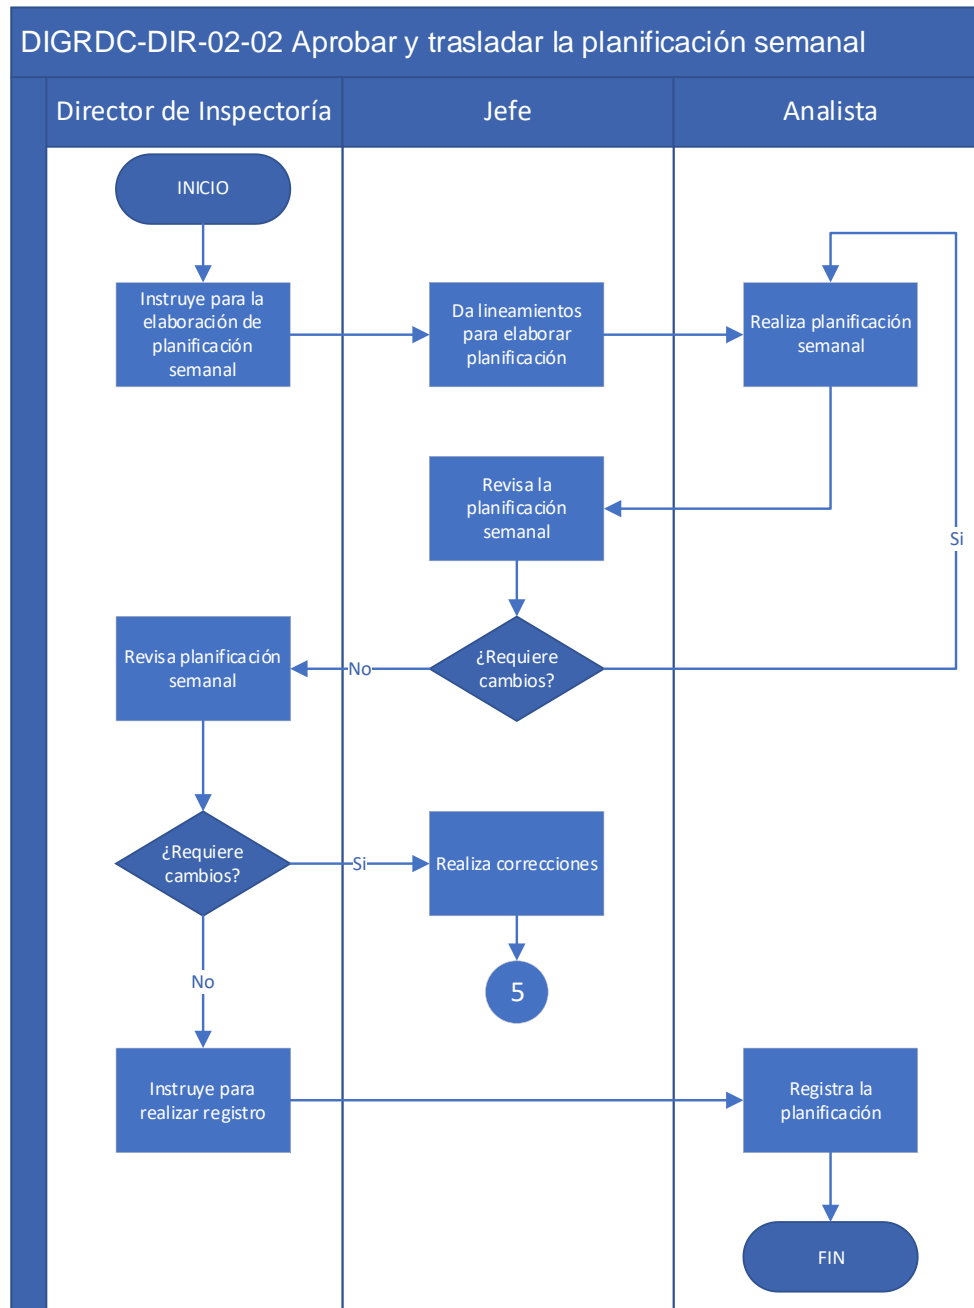 DIGRDC-DIR-02-02 Aprobar y trasladar la planificación semanal
Director de Inspectoría
Jefe
Analista
INICIO
Instruye para la
elaboración de
planificación
semanal
Da lineamientos
para elaborar
planificación
Realiza planificación
semanal
Revisa la
planificación
semanal
Si
¿Requiere
cambios?
No
Revisa planificación
semanal
¿Requiere
cambios?
Si
Realiza correcciones
No
5
Instruye para
realizar registro
Registra la
planificación
FIN